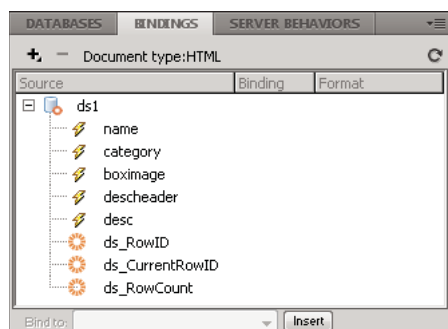 DATABASES BINDINGS SERVER BEHAVIORS
Document type:HTML
Source Binding Format
ds1
name
category
boximage
descheader
desc
ds_RowID
ds_CurrentRowID
ds_RowCount
Bind to: Insert